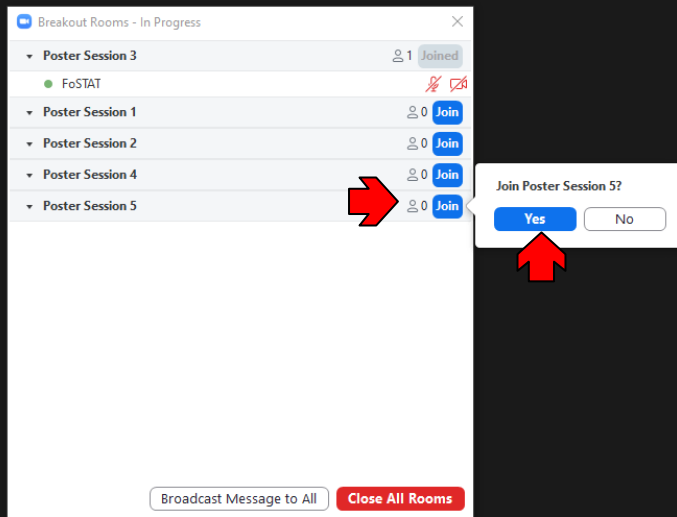 Breakout Rooms - In Progress
Poster Session 3 1 Joined
FoSTAT
Poster Session 1 0 Join
Poster Session 2 0 Join
Poster Session 4 0 Join
Poster Session 5 0 Join
Join Poster Session 5?
Yes No
Broadcast Message to All Close All Rooms